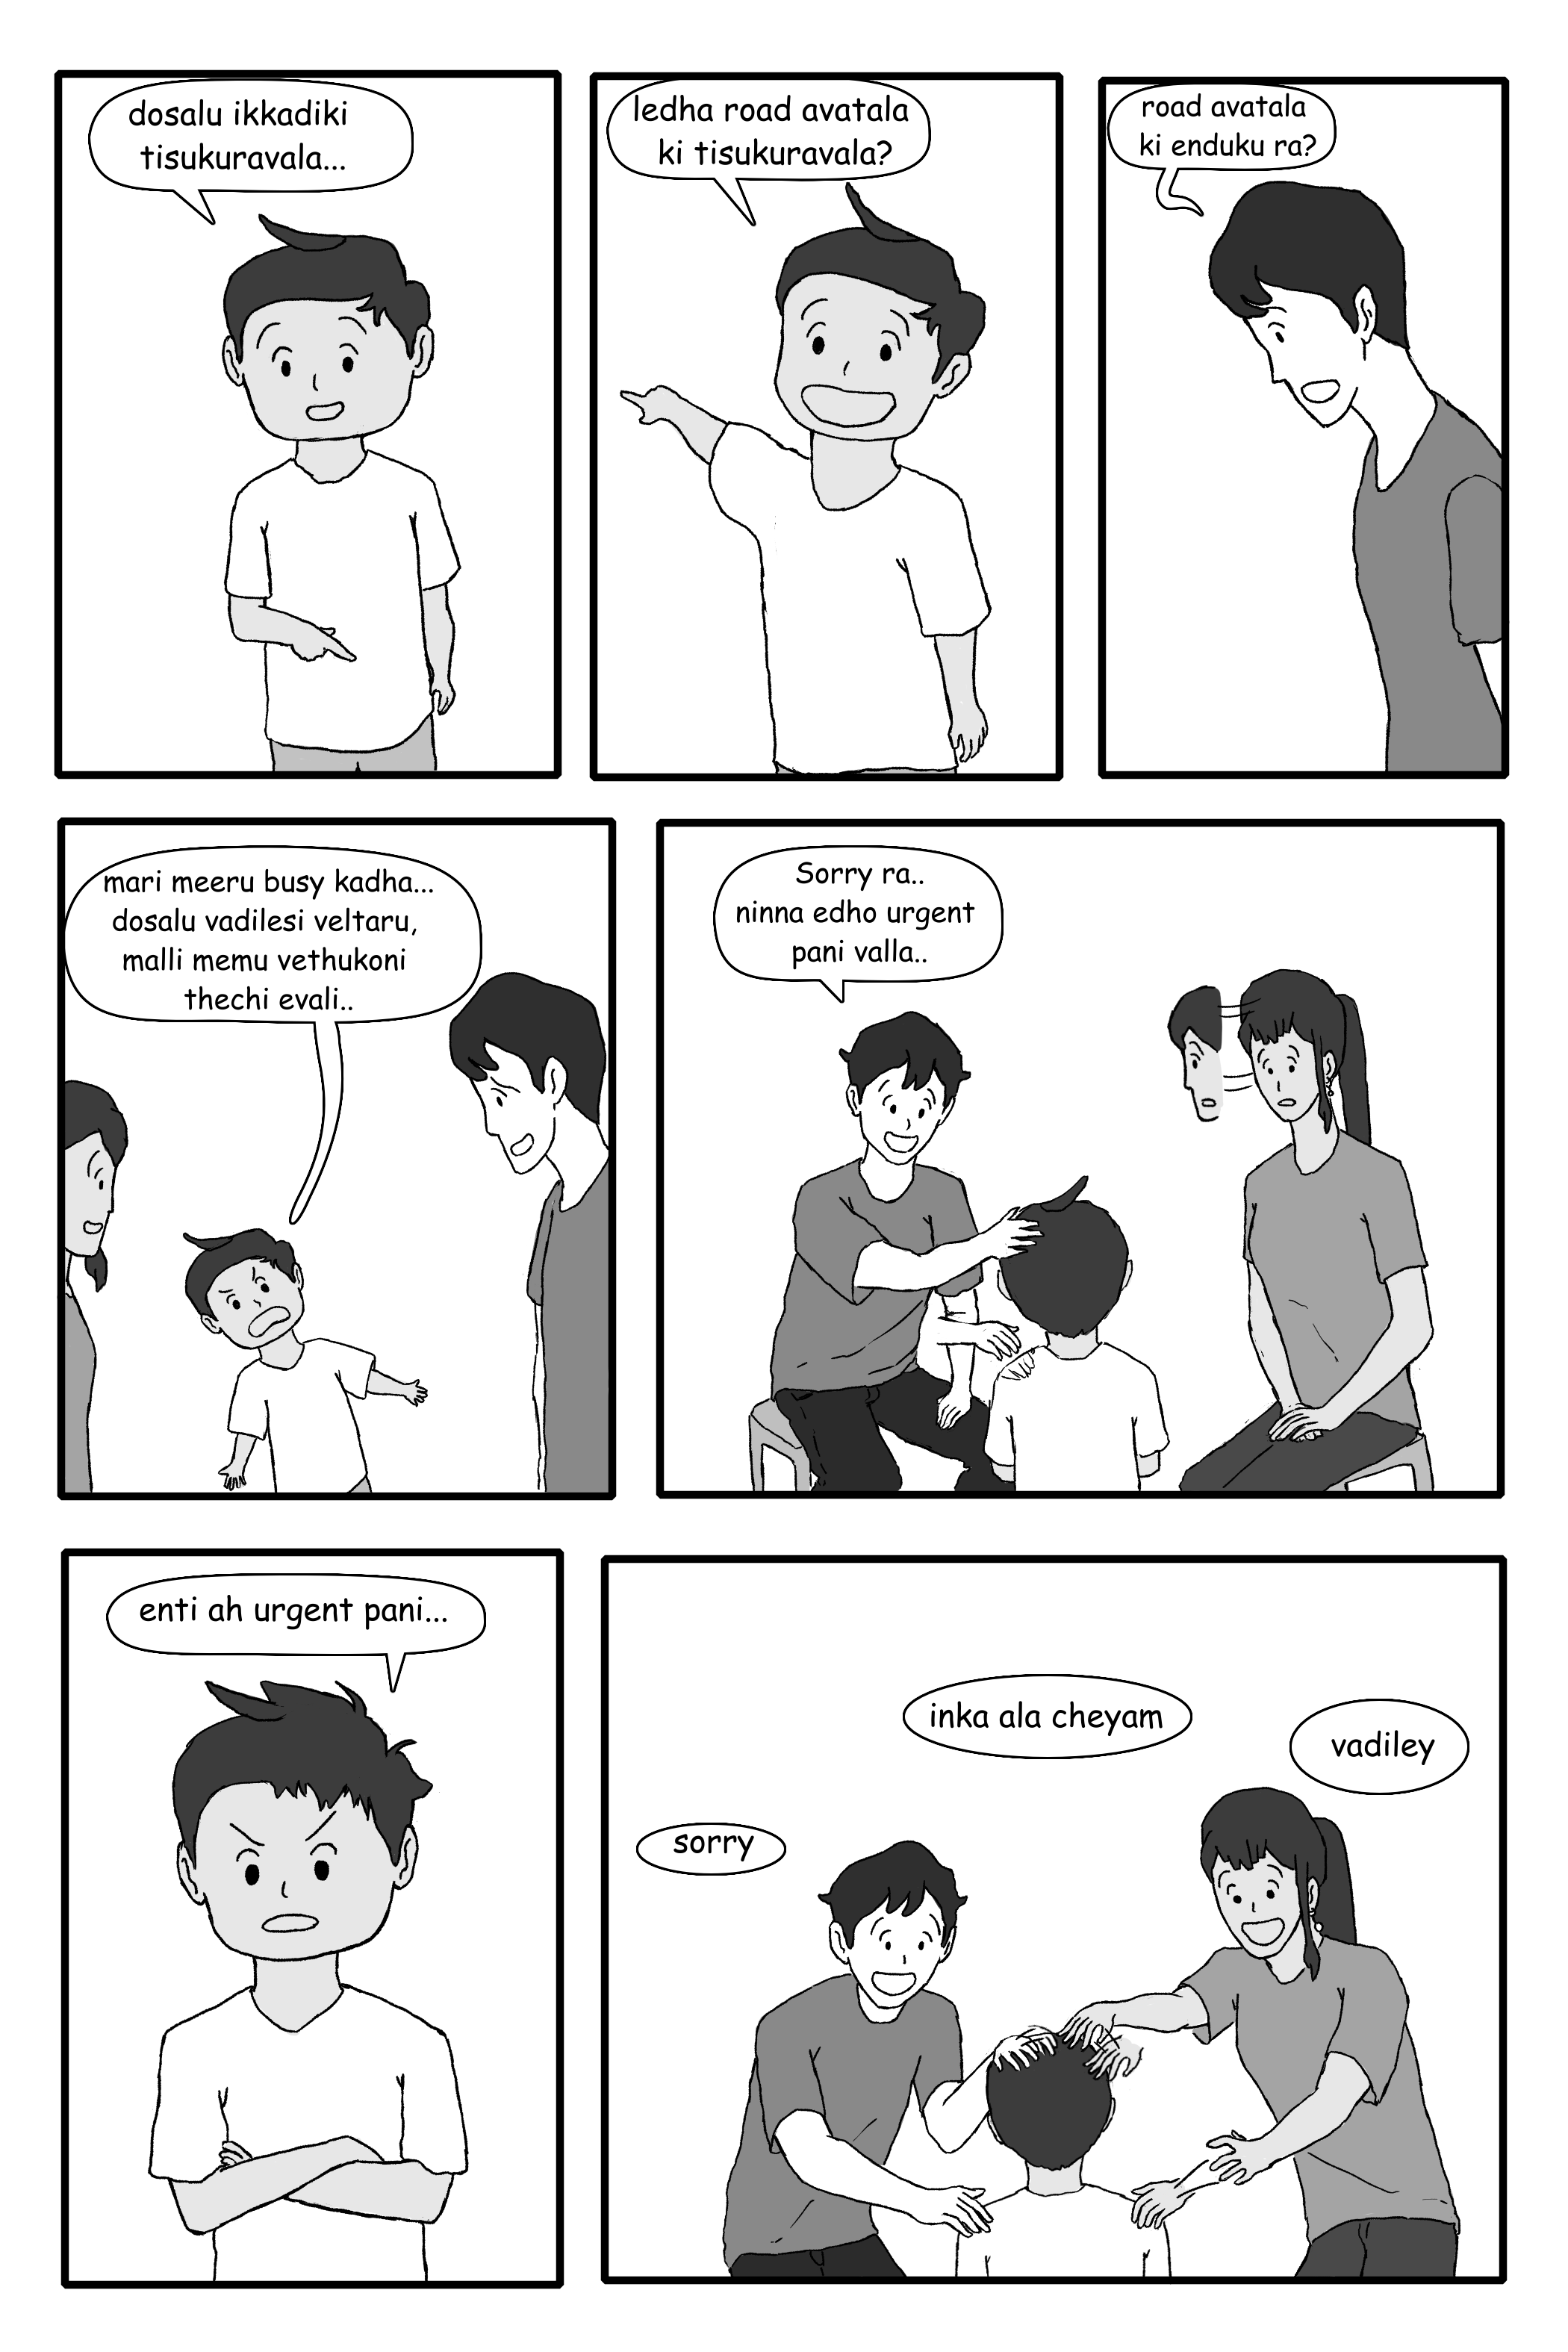 dosalu ikkadiki
tisukuravala...
ledha road avatala
ki tisukuravala?
road avatala
ki enduku ra?
mari meeru busy kadha...
dosalu vadilesi veltaru,
malli memu vethukoni
thechi evali..
Sorry ra..
ninna edho urgent
pani valla..
enti ah urgent pani...
sorry
inka ala cheyam
vadiley